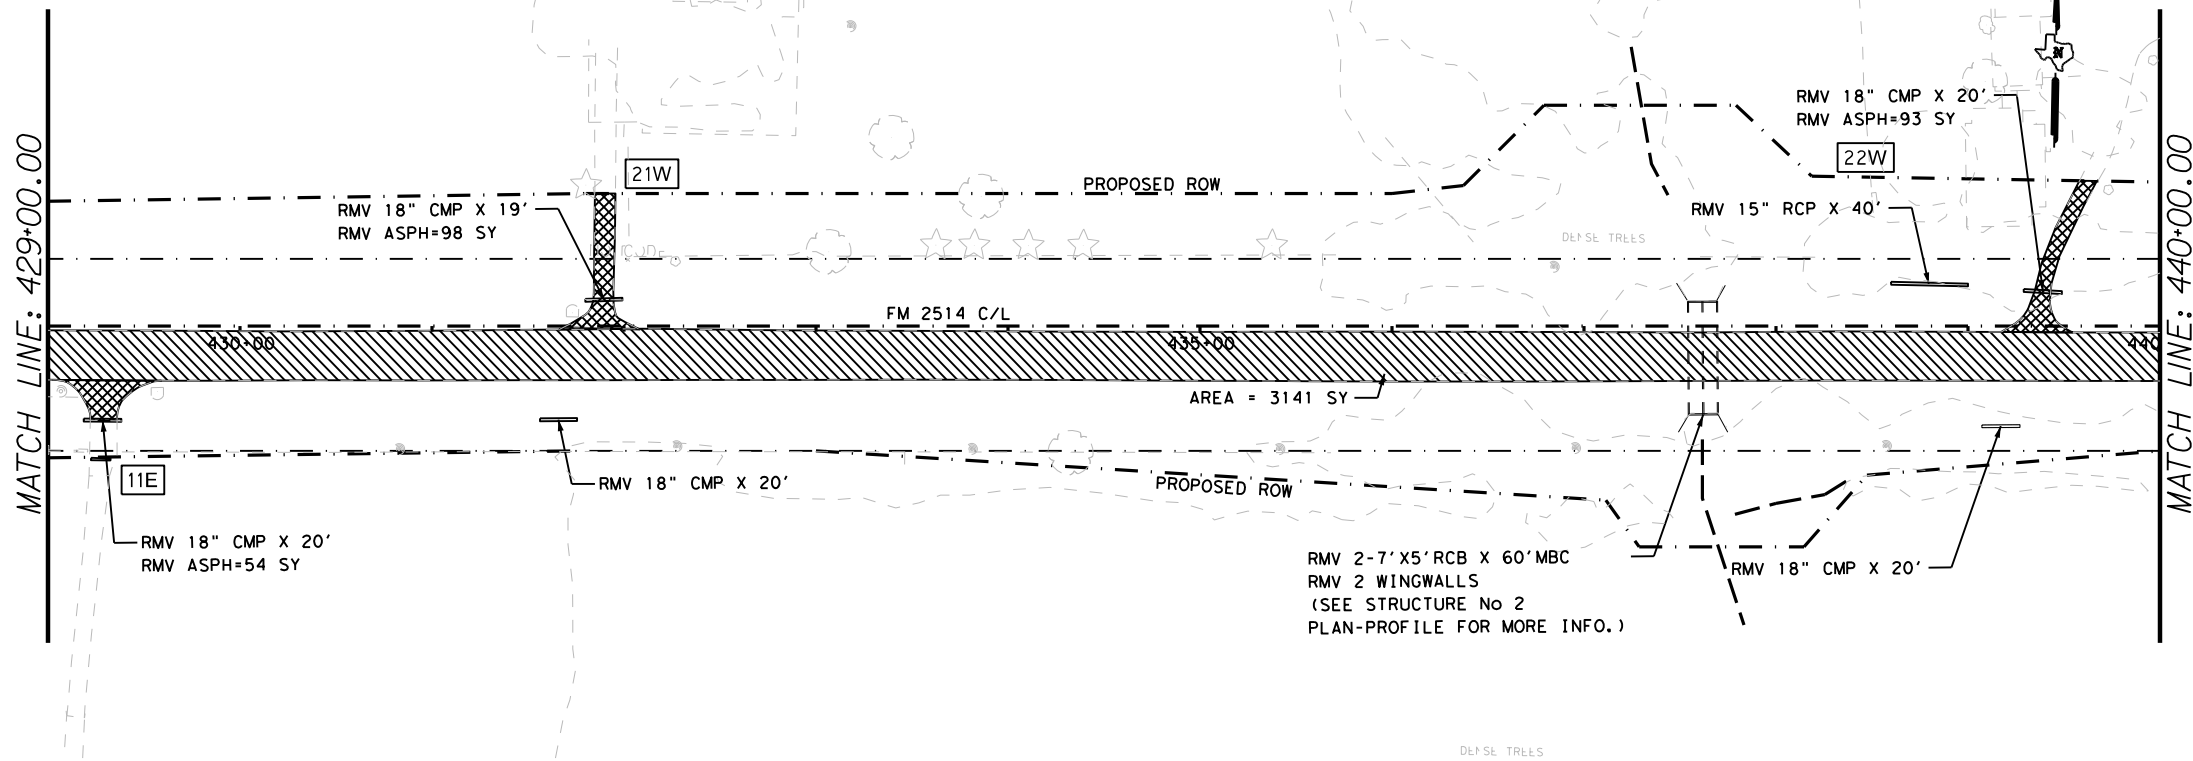 MATCH LINE: 429+00.00
RMV 18" CMP X 19'
RMV ASPH=98 SY
21W
PROPOSED ROW
RMV 18" CMP X 20'
RMV ASPH=93 SY
N
22W
RMV 15" RCP X 40'
DENSE TREES
FM 2514 C/L
430+00
435+00
440
AREA = 3141 SY
MATCH LINE: 440+00.00
11E
RMV 18" CMP X 20'
RMV ASPH=54 SY
RMV 18" CMP X 20'
PROPOSED ROW
RMV 2-7'X5'RCB X 60'MBC
RMV 2 WINGWALLS
(SEE STRUCTURE No 2
PLAN-PROFILE FOR MORE INFO.)
RMV 18" CMP X 20'
DENSE TREES